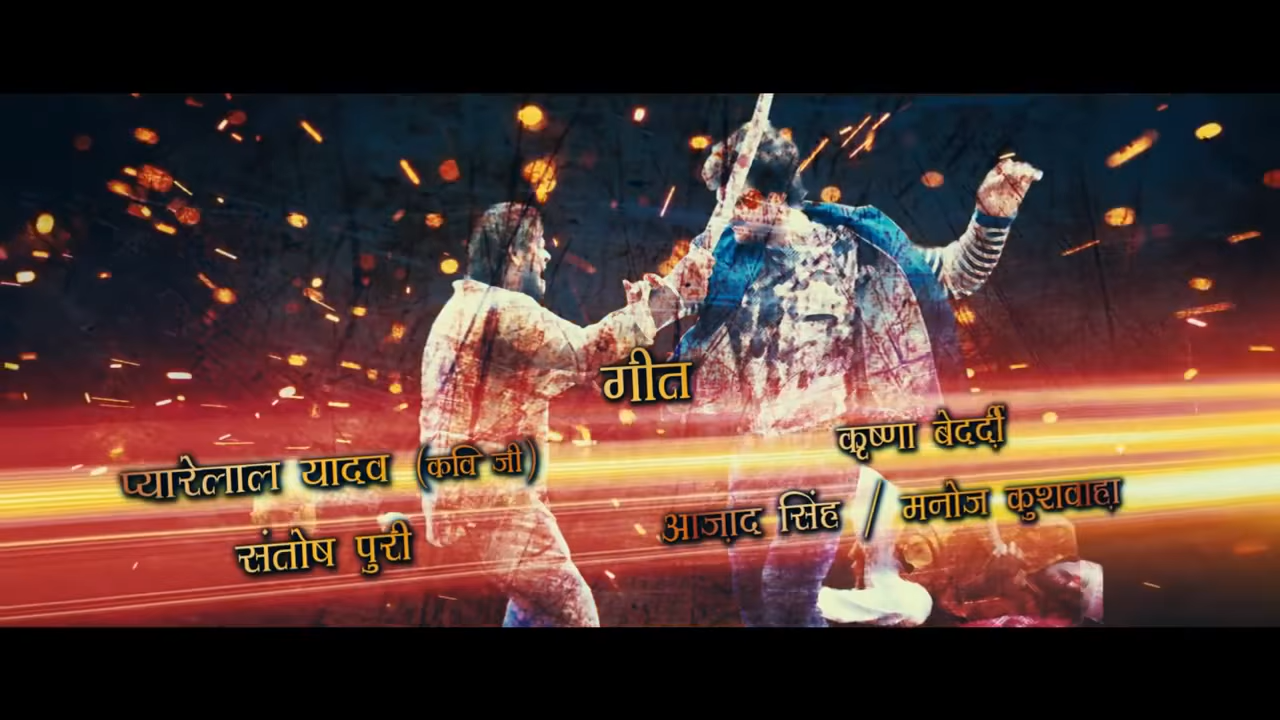 गीत
प्यारेलाल यादव (कवि जी)
कृष्णा बेदर्दी
संतोष पुरी
आज़ाद सिंह / मनोज कुशवाहा